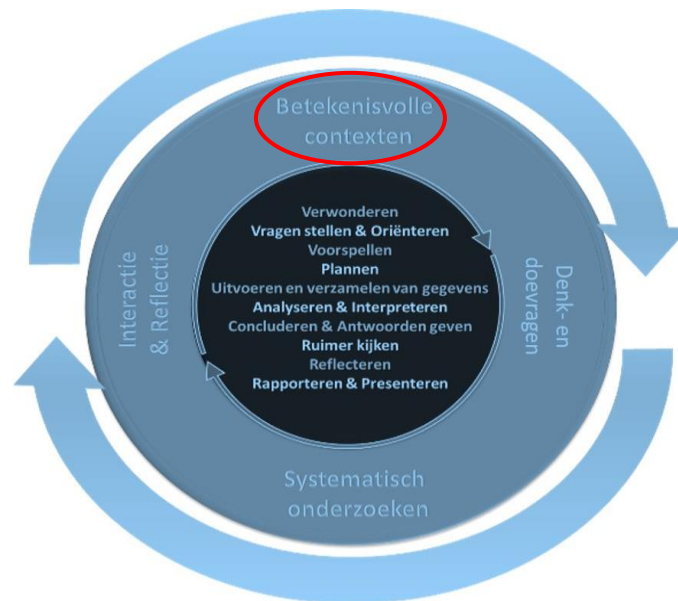 Betekenisvolle
contexten
Verwonderen
Vragen stellen & Oriënteren
Voorspellen
Plannen
Uitvoeren en verzamelen van gegevens
Analyseren & Interpreteren
Concluderen & Antwoorden geven
Ruimer kijken
Reflecteren
Rapporteren & Presenteren
Denk- en
doevragen
Systematisch
onderzoeken
Interactie
& Reflectie